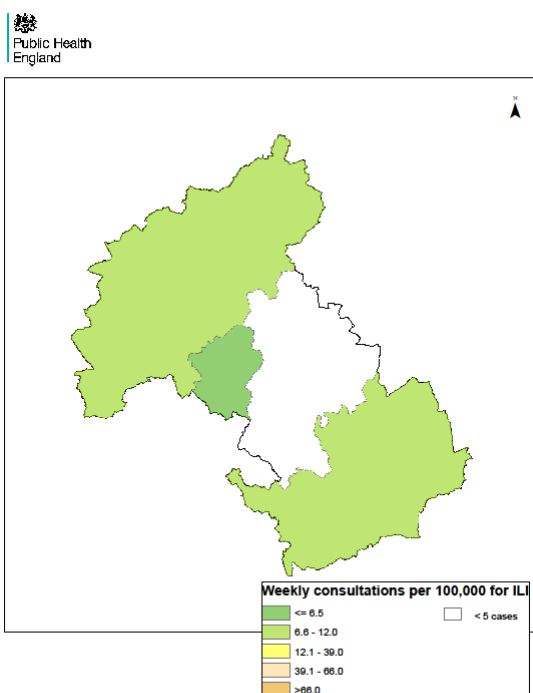 Public Health
England
N
Weekly consultations per 100,000 for ILI
<= 6.5
< 5 cases
6.6 - 12.0
12.1 - 39.0
39.1 - 66.0
>66.0